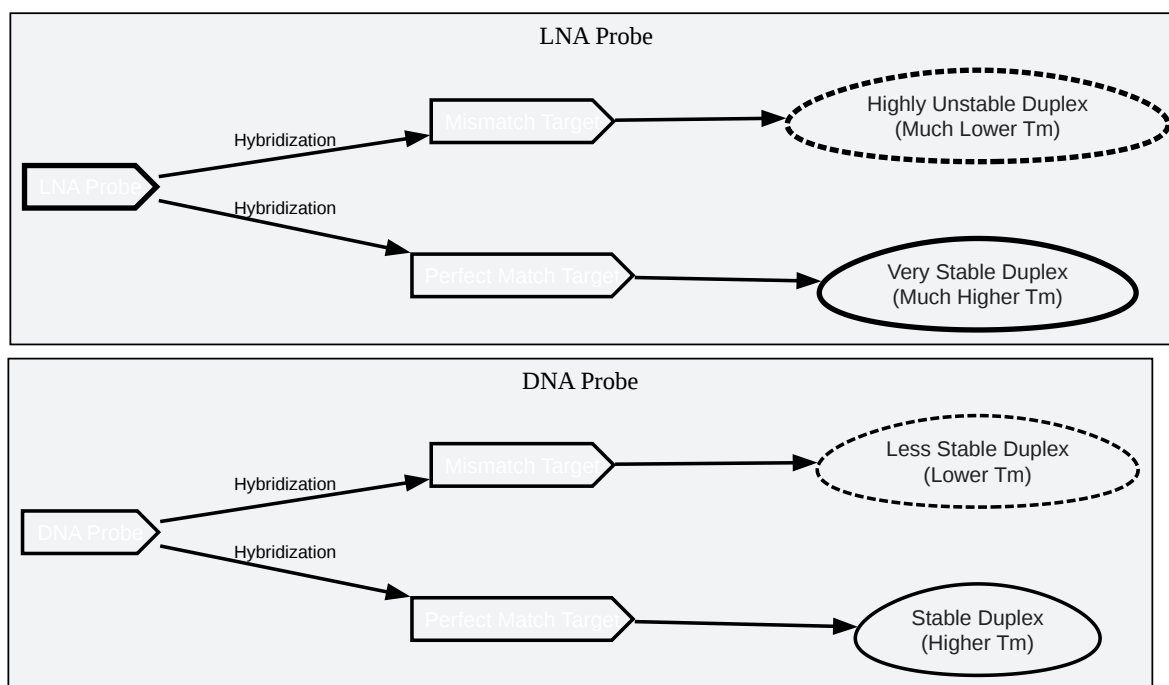 LNA Probe
Mismatch Target
Highly Unstable Duplex
(Much Lower Tm)
Hybridization
LNA Probe
Hybridization
Perfect Match Target
Very Stable Duplex
(Much Higher Tm)
DNA Probe
Mismatch Target
Less Stable Duplex
(Lower Tm)
Hybridization
DNA Probe
Hybridization
Perfect Match Target
Stable Duplex
(Higher Tm)